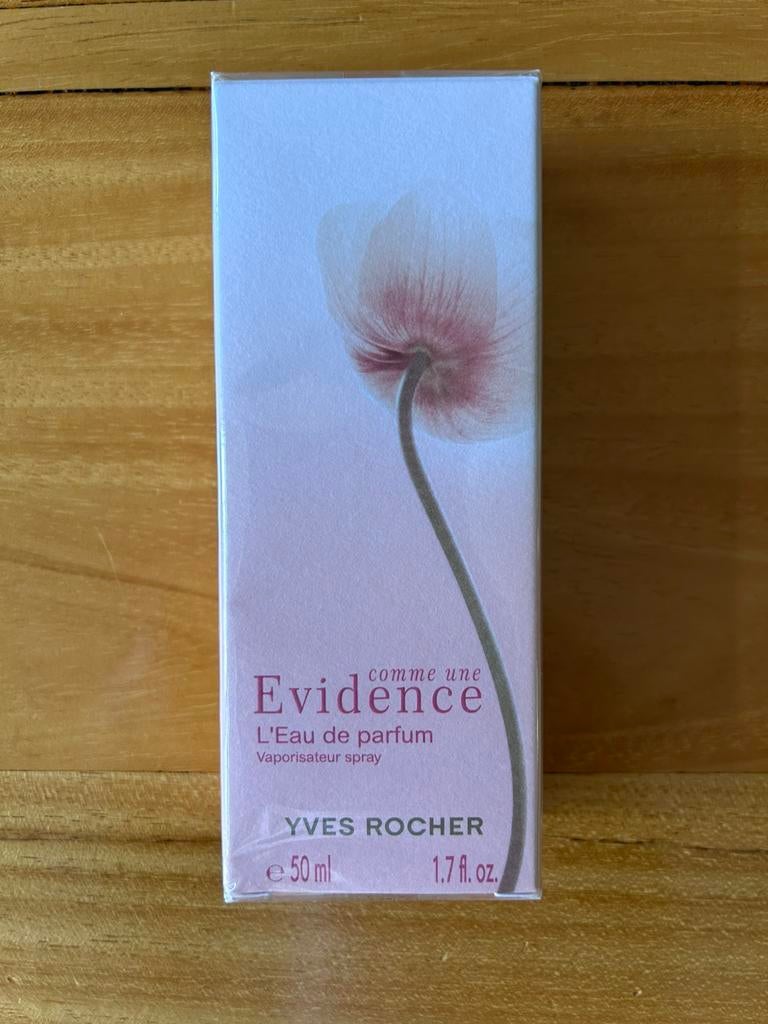 comme une
Evidence
L'Eau de parfum
Vaporisateur spray
YVES ROCHER
℮ 50 ml 1.7 fl. oz.